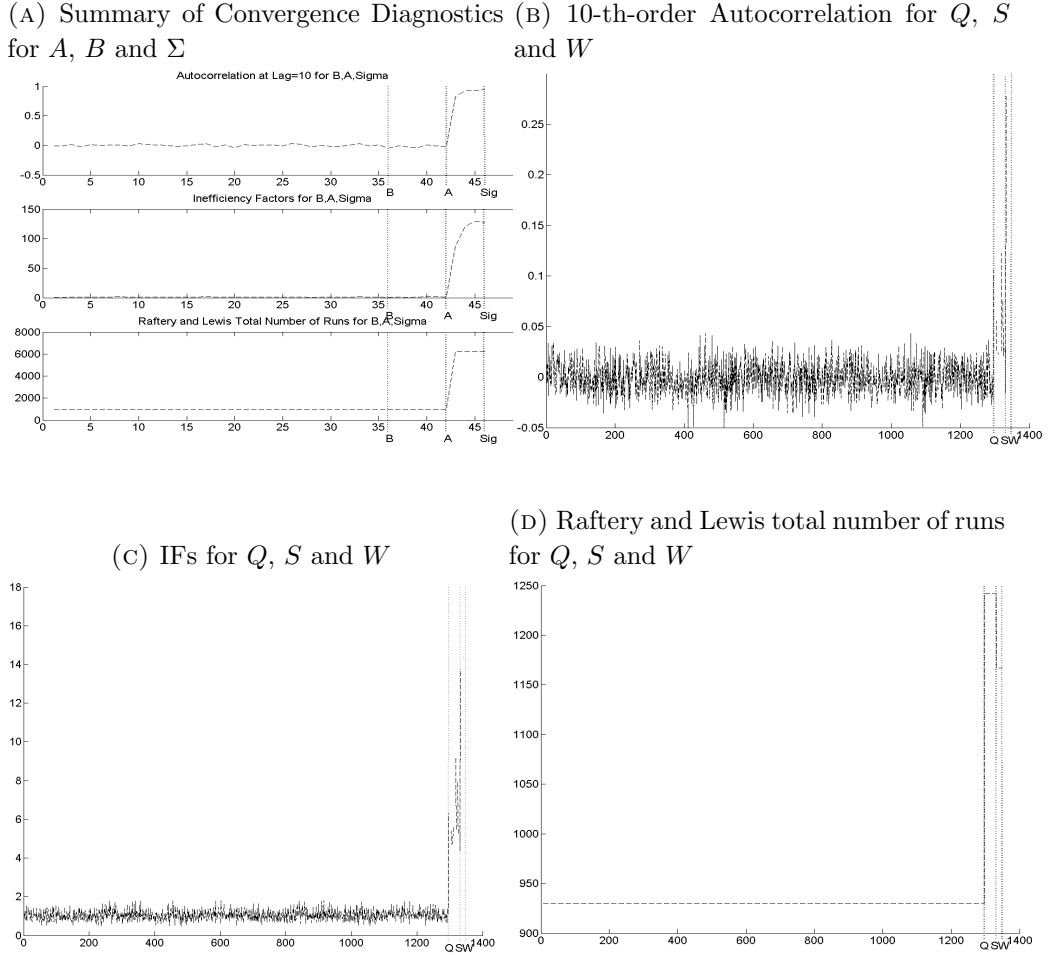 (A) Summary of Convergence Diagnostics
for A, B and Σ
Autocorrelation at Lag=10 for B,A,Sigma
1
0.5
0
-0.5
0 5 10 15 20 25 30 35 40 45
B A Sig
Inefficiency Factors for B,A,Sigma
150
100
50
0
0 5 10 15 20 25 30 35 40 45
B A Sig
Raftery and Lewis Total Number of Runs for B,A,Sigma
8000
6000
4000
2000
0
0 5 10 15 20 25 30 35 40 45
B A Sig
(B) 10-th-order Autocorrelation for Q, S
and W
0.25
0.2
0.15
0.1
0.05
0
-0.05
0 200 400 600 800 1000 1200 1400
Q SW
(C) IFs for Q, S and W
18
16
14
12
10
8
6
4
2
0
0 200 400 600 800 1000 1200 1400
Q SW
(D) Raftery and Lewis total number of runs
for Q, S and W
1250
1200
1150
1100
1050
1000
950
900
0 200 400 600 800 1000 1200 1400
Q SW